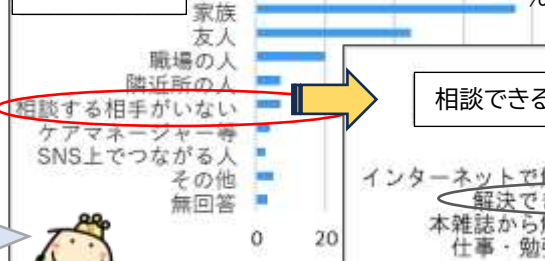 %
家族
友人
職場の人
隣近所の人
相談する相手がいない
ケアマネージャー等
SNS上でつながる人
その他
無回答
0 20
相談できる
インターネットで
解決で
本雑誌から
仕事・勉